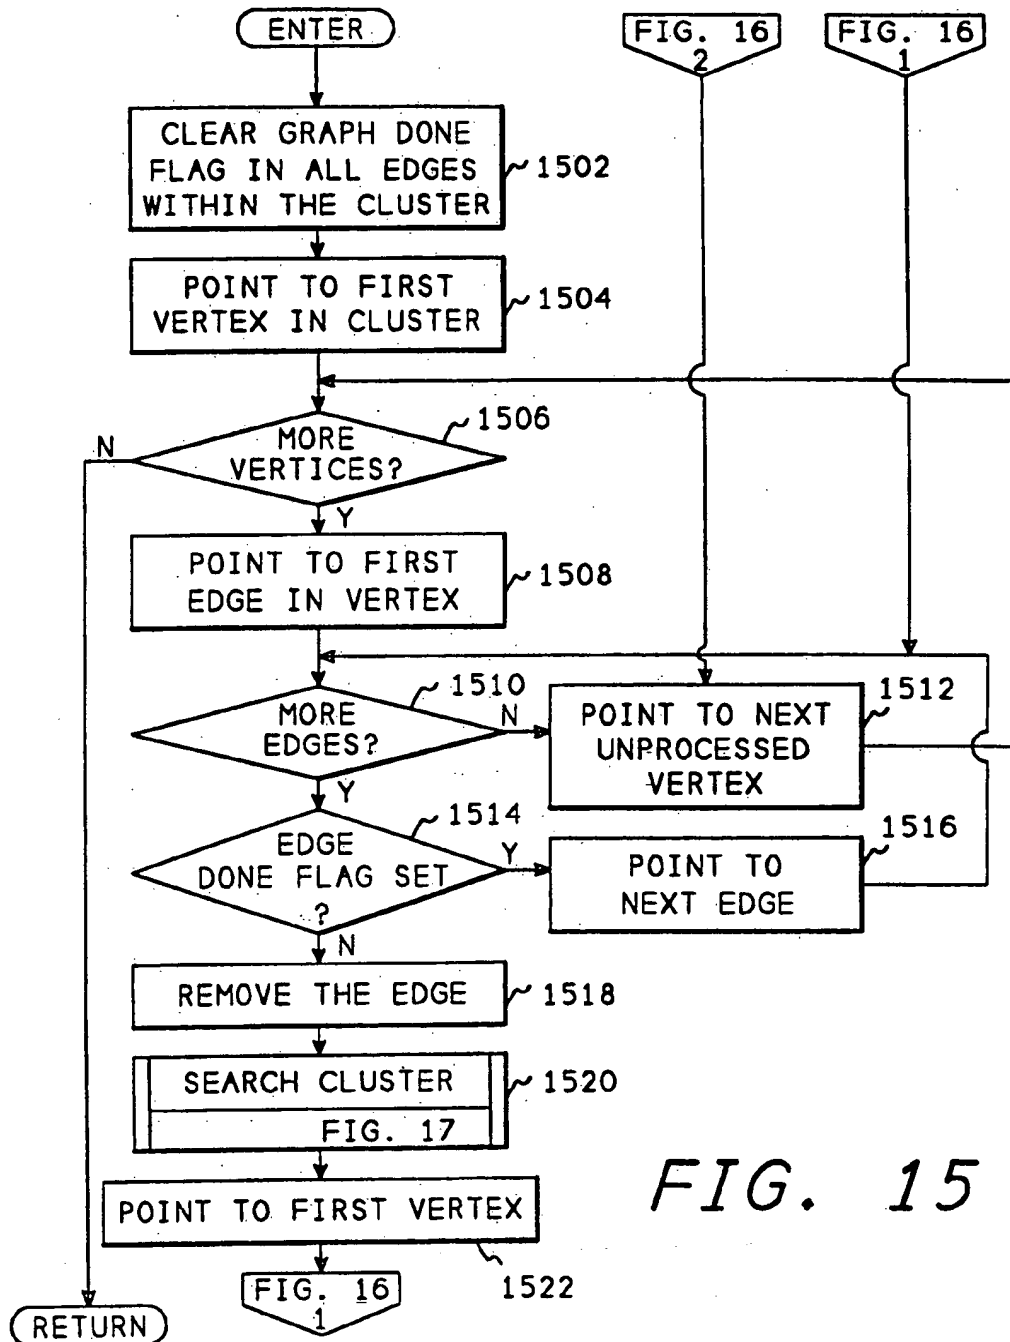 ENTER
FIG. 16
2
FIG. 16
1
CLEAR GRAPH DONE
FLAG IN ALL EDGES
WITHIN THE CLUSTER
1502
POINT TO FIRST
VERTEX IN CLUSTER
1504
MORE
VERTICES?
1506
N
Y
POINT TO FIRST
EDGE IN VERTEX
1508
MORE
EDGES?
1510
N
Y
POINT TO NEXT
UNPROCESSED
VERTEX
1512
EDGE
DONE FLAG SET
?
1514
Y
N
POINT TO
NEXT EDGE
1516
REMOVE THE EDGE
1518
SEARCH CLUSTER
FIG. 17
1520
POINT TO FIRST VERTEX
1522
FIG. 16
1
RETURN
FIG. 15